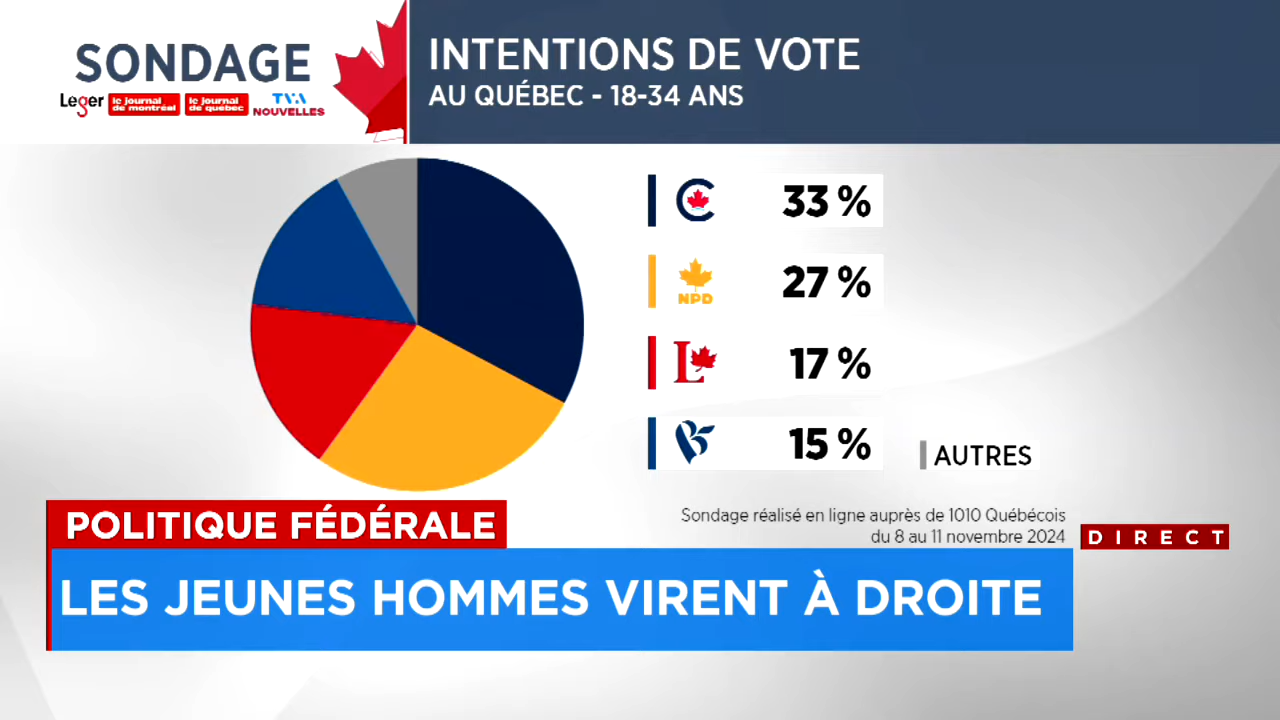 SONDAGE
Leger le journal de montréal le journal de québec TVA NOUVELLES
INTENTIONS DE VOTE
AU QUÉBEC - 18-34 ANS
33 %
NPD 27 %
L 17 %
15 %
AUTRES
Sondage réalisé en ligne auprès de 1010 Québécois
du 8 au 11 novembre 2024
DIRECT
POLITIQUE FÉDÉRALE
LES JEUNES HOMMES VIRENT À DROITE